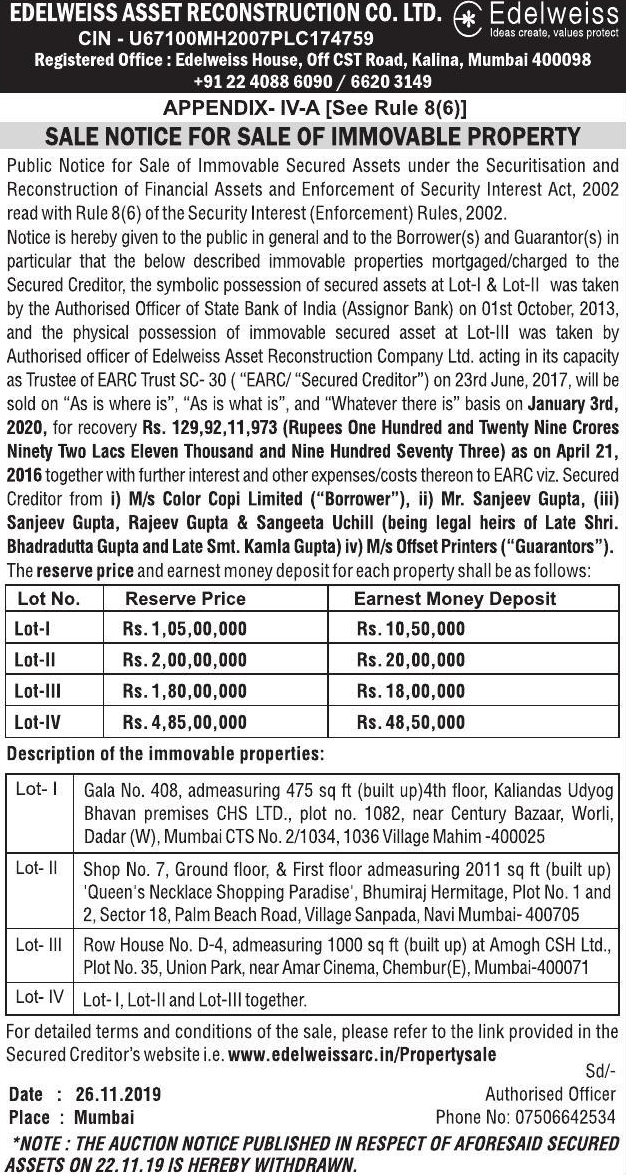 EDELWEISS ASSET RECONSTRUCTION CO. LTD.
CIN - U67100MH2007PLC174759
Edelweiss
Ideas create, values protect
Registered Office : Edelweiss House, Off CST Road, Kalina, Mumbai 400098
+91 22 4088 6090 / 6620 3149
APPENDIX- IV-A [See Rule 8(6)]
SALE NOTICE FOR SALE OF IMMOVABLE PROPERTY
Public Notice for Sale of Immovable Secured Assets under the Securitisation and
Reconstruction of Financial Assets and Enforcement of Security Interest Act, 2002
read with Rule 8(6) of the Security Interest (Enforcement) Rules, 2002.
Notice is hereby given to the public in general and to the Borrower(s) and Guarantor(s) in
particular that the below described immovable properties mortgaged/charged to the
Secured Creditor, the symbolic possession of secured assets at Lot-I & Lot-II was taken
by the Authorised Officer of State Bank of India (Assignor Bank) on 01st October, 2013,
and the physical possession of immovable secured asset at Lot-III was taken by
Authorised officer of Edelweiss Asset Reconstruction Company Ltd. acting in its capacity
as Trustee of EARC Trust SC- 30 ( “EARC/ “Secured Creditor”) on 23rd June, 2017, will be
sold on “As is where is”, “As is what is”, and “Whatever there is” basis on January 3rd,
2020, for recovery Rs. 129,92,11,973 (Rupees One Hundred and Twenty Nine Crores
Ninety Two Lacs Eleven Thousand and Nine Hundred Seventy Three) as on April 21,
2016 together with further interest and other expenses/costs thereon to EARC viz. Secured
Creditor from i) M/s Color Copi Limited (“Borrower”), ii) Mr. Sanjeev Gupta, (iii)
Sanjeev Gupta, Rajeev Gupta & Sangeeta Uchill (being legal heirs of Late Shri.
Bhadradutta Gupta and Late Smt. Kamla Gupta) iv) M/s Offset Printers (“Guarantors”).
The reserve price and earnest money deposit for each property shall be as follows:
Lot No. Reserve Price Earnest Money Deposit
Lot-I Rs. 1,05,00,000 Rs. 10,50,000
Lot-II Rs. 2,00,00,000 Rs. 20,00,000
Lot-III Rs. 1,80,00,000 Rs. 18,00,000
Lot-IV Rs. 4,85,00,000 Rs. 48,50,000
Description of the immovable properties:
Lot- I Gala No. 408, admeasuring 475 sq ft (built up)4th floor, Kaliandas Udyog
Bhavan premises CHS LTD., plot no. 1082, near Century Bazaar, Worli,
Dadar (W), Mumbai CTS No. 2/1034, 1036 Village Mahim -400025
Lot- II Shop No. 7, Ground floor, & First floor admeasuring 2011 sq ft (built up)
'Queen's Necklace Shopping Paradise', Bhumiraj Hermitage, Plot No. 1 and
2, Sector 18, Palm Beach Road, Village Sanpada, Navi Mumbai- 400705
Lot- III Row House No. D-4, admeasuring 1000 sq ft (built up) at Amogh CSH Ltd.,
Plot No. 35, Union Park, near Amar Cinema, Chembur(E), Mumbai-400071
Lot- IV Lot- I, Lot-II and Lot-III together.
For detailed terms and conditions of the sale, please refer to the link provided in the
Secured Creditor's website i.e. www.edelweissarc.in/Propertysale
Sd/-
Date : 26.11.2019 Authorised Officer
Place : Mumbai Phone No: 07506642534
*NOTE : THE AUCTION NOTICE PUBLISHED IN RESPECT OF AFORESAID SECURED
ASSETS ON 22.11.19 IS HEREBY WITHDRAWN.